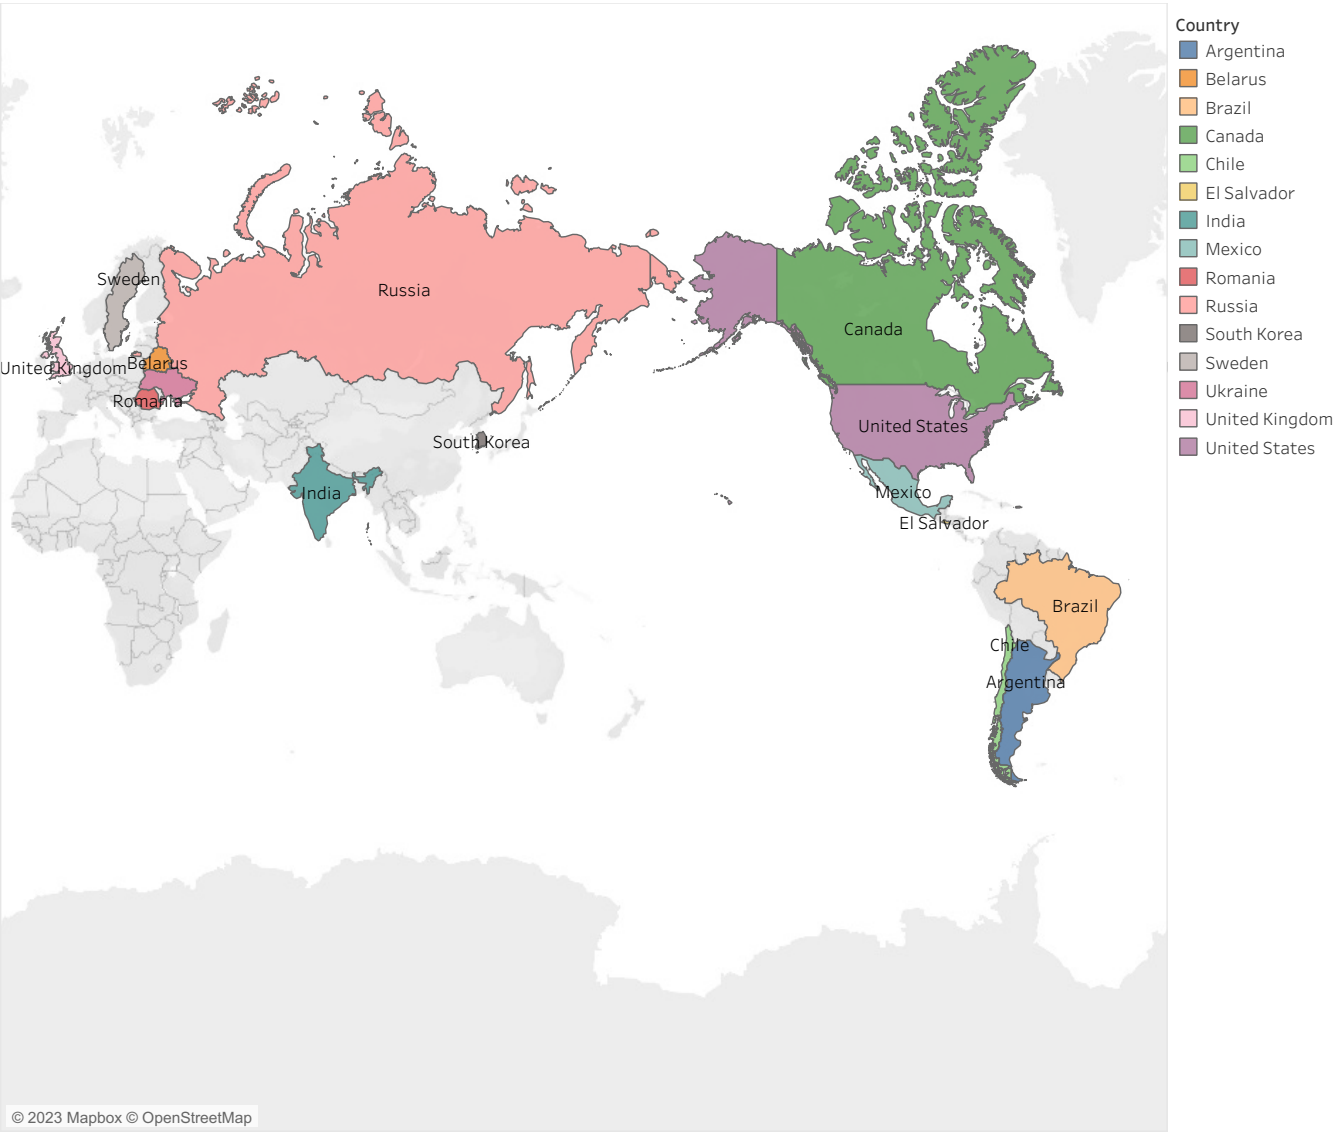 Country
Argentina
Belarus
Brazil
Canada
Chile
El Salvador
India
Mexico
Romania
Russia
South Korea
Sweden
Ukraine
United Kingdom
United States
Sweden
Russia
Canada
United Kingdom
Belarus
Romania
United States
South Korea
India
Mexico
El Salvador
Brazil
Chile
Argentina
© 2023 Mapbox © OpenStreetMap